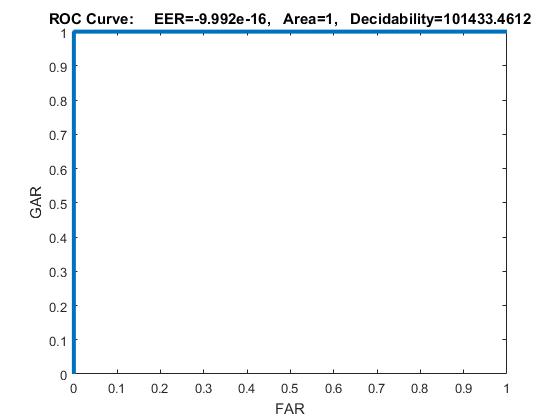 ROC Curve: EER=-9.992e-16, Area=1, Decidability=101433.4612
1
0.9
0.8
0.7
0.6
0.5
0.4
0.3
0.2
0.1
0
GAR
0 0.1 0.2 0.3 0.4 0.5 0.6 0.7 0.8 0.9 1
FAR